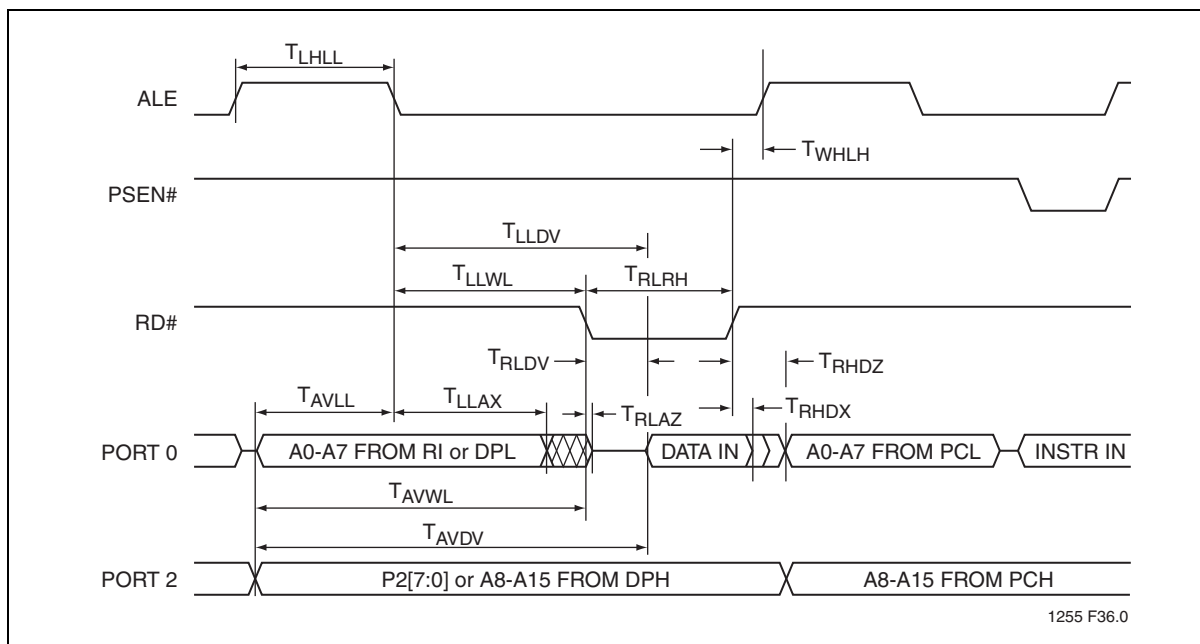 TLHLL
ALE
TWHLH
PSEN#
TLLDV
TLLWL
TRLRH
RD#
TRLDV
TRHDZ
TAVLL
TLLAX
TRLAZ
TRHDX
PORT 0
A0-A7 FROM RI or DPL
DATA IN
A0-A7 FROM PCL
INSTR IN
TAVWL
TAVDV
PORT 2
P2[7:0] or A8-A15 FROM DPH
A8-A15 FROM PCH
1255 F36.0